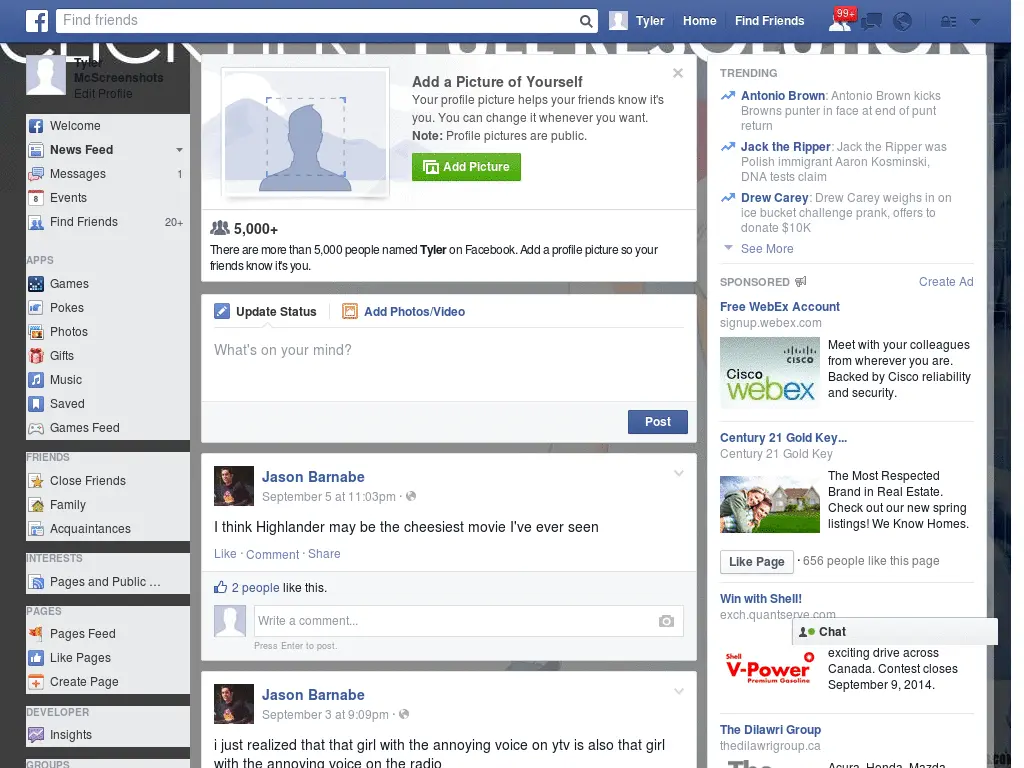 Find friends
Tyler
Home
Find Friends
99+
CLICK HERE FULL RESOLUTION
Tyler
McScreenshots
Edit Profile
Welcome
News Feed
Messages 1
8 Events
Find Friends 20+
APPS
Games
Pokes
Photos
Gifts
Music
Saved
Games Feed
FRIENDS
Close Friends
Family
Acquaintances
INTERESTS
Pages and Public ...
PAGES
Pages Feed
Like Pages
Create Page
DEVELOPER
Insights
GROUPS
Add a Picture of Yourself
Your profile picture helps your friends know it's
you. You can change it whenever you want.
Note: Profile pictures are public.
Add Picture
5,000+
There are more than 5,000 people named Tyler on Facebook. Add a profile picture so your
friends know it's you.
Update Status
Add Photos/Video
What's on your mind?
Post
Jason Barnabe
September 5 at 11:03pm ·
I think Highlander may be the cheesiest movie I've ever seen
Like · Comment · Share
2 people like this.
Write a comment...
Press Enter to post.
Jason Barnabe
September 3 at 9:09pm ·
i just realized that that girl with the annoying voice on ytv is also that girl
with the annoying voice on the radio
TRENDING
Antonio Brown: Antonio Brown kicks
Browns punter in face at end of punt
return
Jack the Ripper: Jack the Ripper was
Polish immigrant Aaron Kosminski,
DNA tests claim
Drew Carey: Drew Carey weighs in on
ice bucket challenge prank, offers to
donate $10K
See More
SPONSORED
Create Ad
Free WebEx Account
signup.webex.com
cisco
Cisco
webex
Meet with your colleagues
from wherever you are.
Backed by Cisco reliability
and security.
Century 21 Gold Key...
Century 21 Gold Key
The Most Respected
Brand in Real Estate.
Check out our new spring
listings! We Know Homes.
Like Page · 656 people like this page
Win with Shell!
exch.quantserve.com
Chat
Shell
V-Power
Premium Gasoline
exciting drive across
Canada. Contest closes
September 9, 2014.
The Dilawri Group
thedilawrigroup.ca
The
Acura, Honda, Mazda,